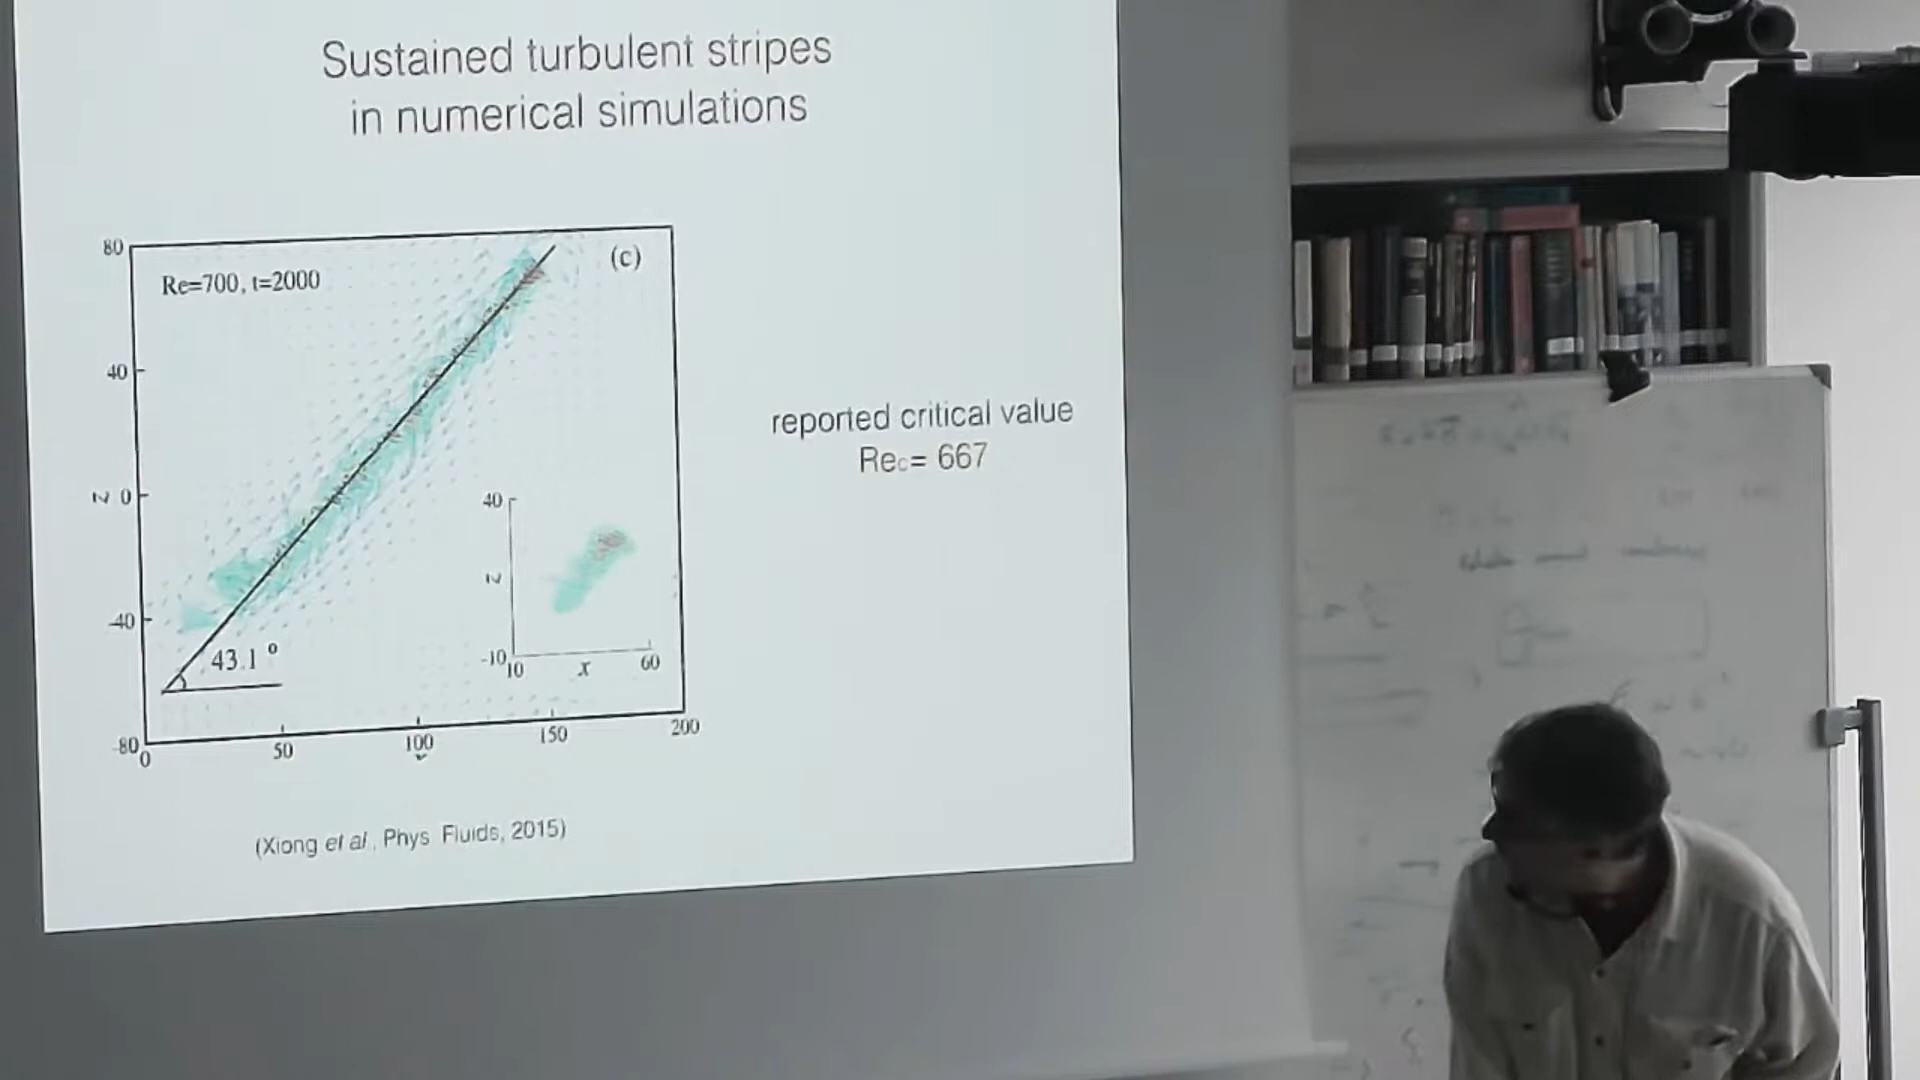 Sustained turbulent stripes
in numerical simulations
80
Re=700, t=2000
(c)
40
z 0
-40
-80
43.1 °
0
50
100
150
200
40
z
-10
10
x
60
reported critical value
Rec= 667
(Xiong et al., Phys. Fluids, 2015)